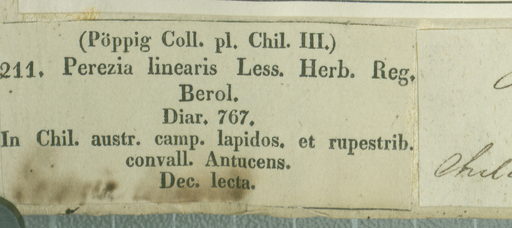 (Pöppig Coll. pl. Chil. III.)
211. Perezia linearis Less. Herb. Reg.
Berol.
Diar. 767.
In Chil. austr. camp. lapidos. et rupestrib.
convall. Antucens.
Dec. lecta.